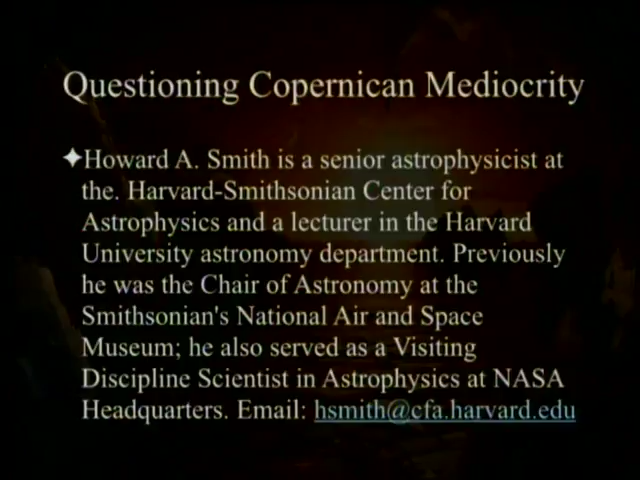 Questioning Copernican Mediocrity
✦Howard A. Smith is a senior astrophysicist at
the. Harvard-Smithsonian Center for
Astrophysics and a lecturer in the Harvard
University astronomy department. Previously
he was the Chair of Astronomy at the
Smithsonian's National Air and Space
Museum; he also served as a Visiting
Discipline Scientist in Astrophysics at NASA
Headquarters. Email: hsmith@cfa.harvard.edu